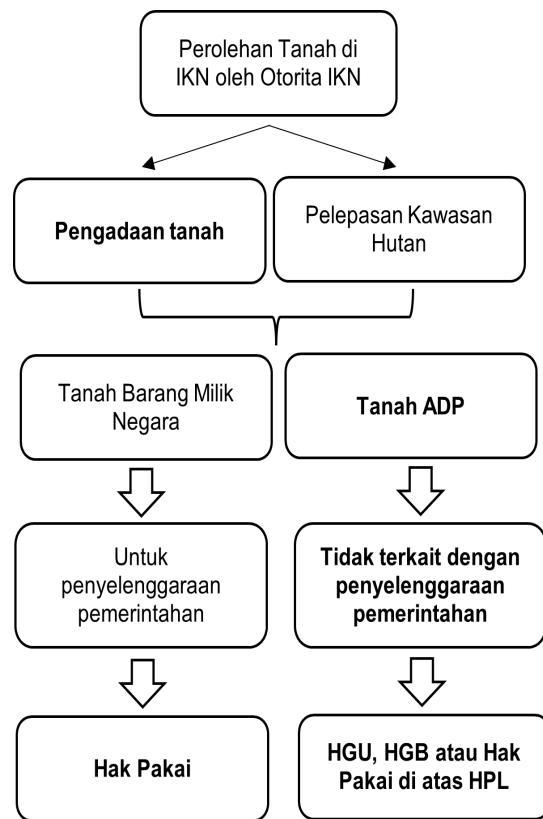 Perolehan Tanah di
IKN oleh Otorita IKN
Pengadaan tanah
Pelepasan Kawasan
Hutan
Tanah Barang Milik
Negara
Tanah ADP
Untuk
penyelenggaraan
pemerintahan
Tidak terkait dengan
penyelenggaraan
pemerintahan
Hak Pakai
HGU, HGB atau Hak
Pakai di atas HPL